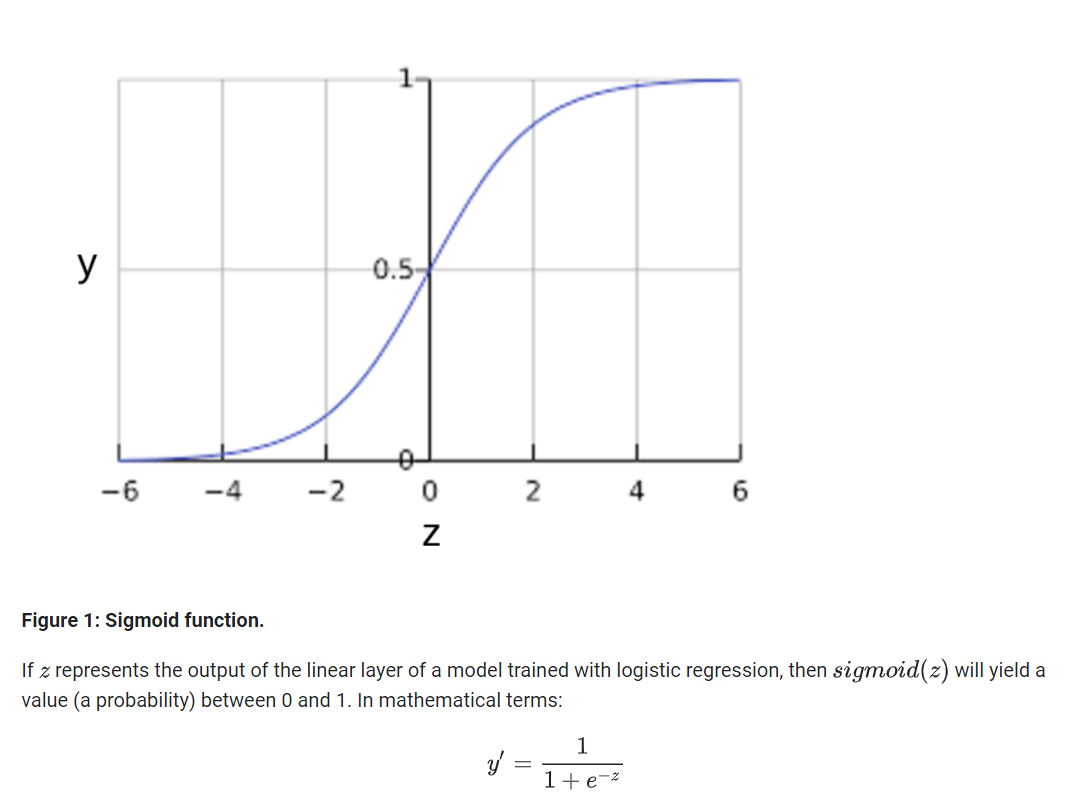 1
y
0.5
0
−6 −4 −2 0 2 4 6
z
Figure 1: Sigmoid function.
If z represents the output of the linear layer of a model trained with logistic regression, then sigmoid(z) will yield a
value (a probability) between 0 and 1. In mathematical terms:
y′ = 1 / (1 + e^{−z})